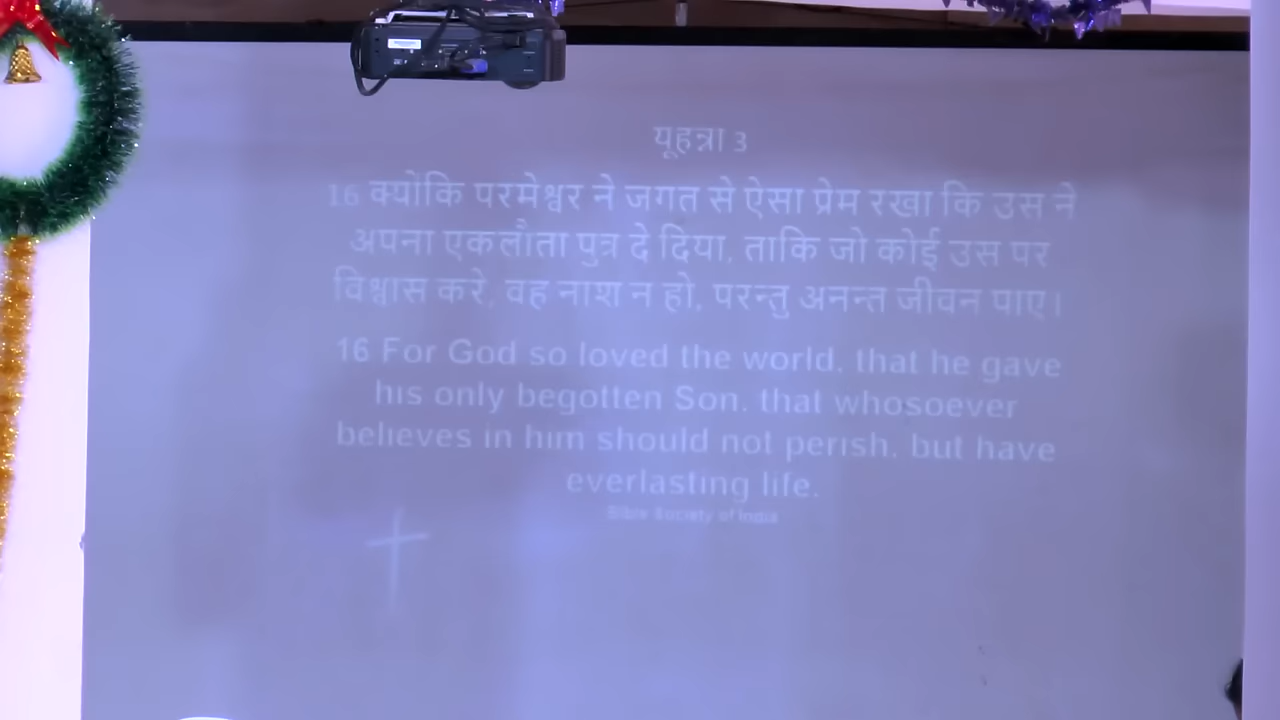 यूहन्ना 3
16 क्योंकि परमेश्वर ने जगत से ऐसा प्रेम रखा कि उस ने
अपना एकलौता पुत्र दे दिया, ताकि जो कोई उस पर
विश्वास करे, वह नाश न हो, परन्तु अनन्त जीवन पाए।
16 For God so loved the world, that he gave
his only begotten Son, that whosoever
believes in him should not perish, but have
everlasting life.
Bible Society of India